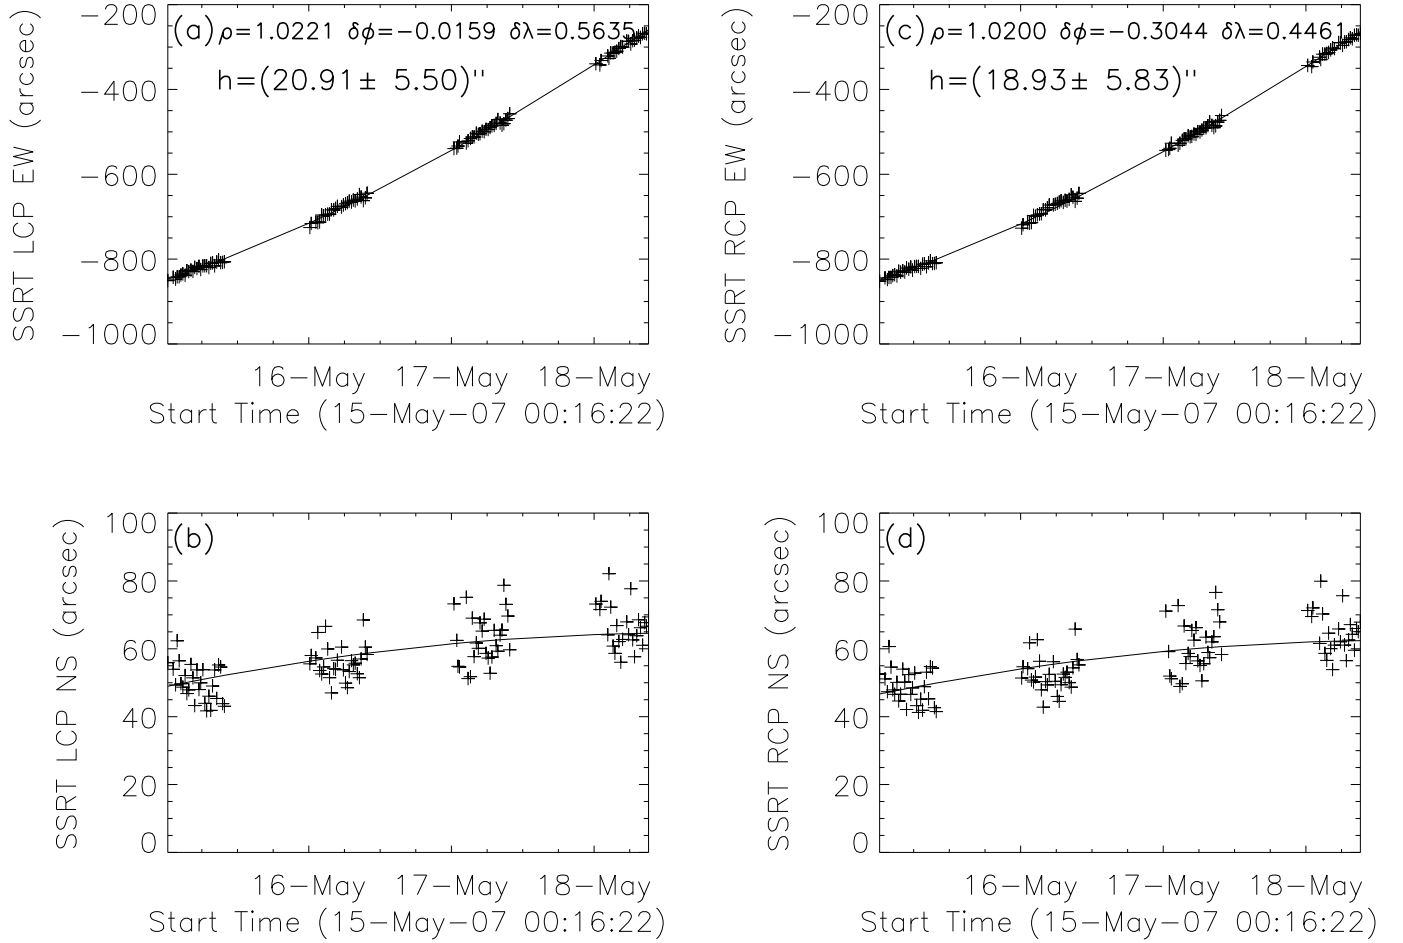 (a) ρ=1.0221 δφ=−0.0159 δλ=0.5635
h=(20.91± 5.50)"
SSRT LCP EW (arcsec)
−200
−400
−600
−800
−1000
16−May 17−May 18−May
Start Time (15−May−07 00:16:22)
(c) ρ=1.0200 δφ=−0.3044 δλ=0.4461
h=(18.93± 5.83)"
SSRT RCP EW (arcsec)
−200
−400
−600
−800
−1000
16−May 17−May 18−May
Start Time (15−May−07 00:16:22)
(b)
SSRT LCP NS (arcsec)
100
80
60
40
20
0
16−May 17−May 18−May
Start Time (15−May−07 00:16:22)
(d)
SSRT RCP NS (arcsec)
100
80
60
40
20
0
16−May 17−May 18−May
Start Time (15−May−07 00:16:22)